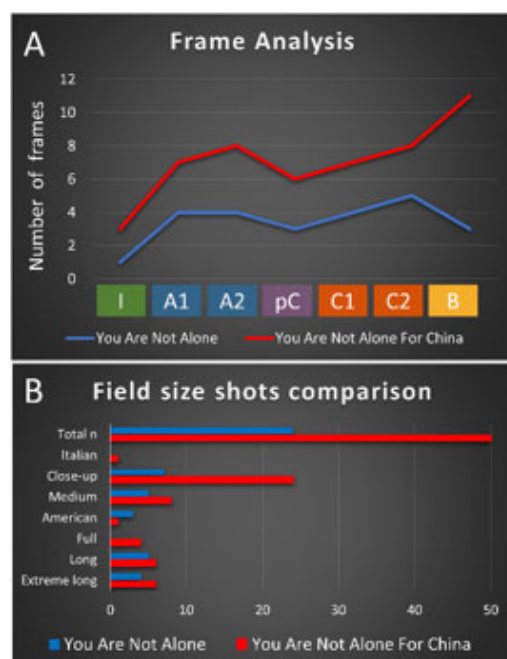 A
Frame Analysis
Number of frames
12
10
8
6
4
2
0
I A1 A2 pC C1 C2 B
You Are Not Alone You Are Not Alone For China
B
Field size shots comparison
Total n
Italian
Close-up
Medium
American
Full
Long
Extreme long
0 10 20 30 40 50
You Are Not Alone You Are Not Alone For China